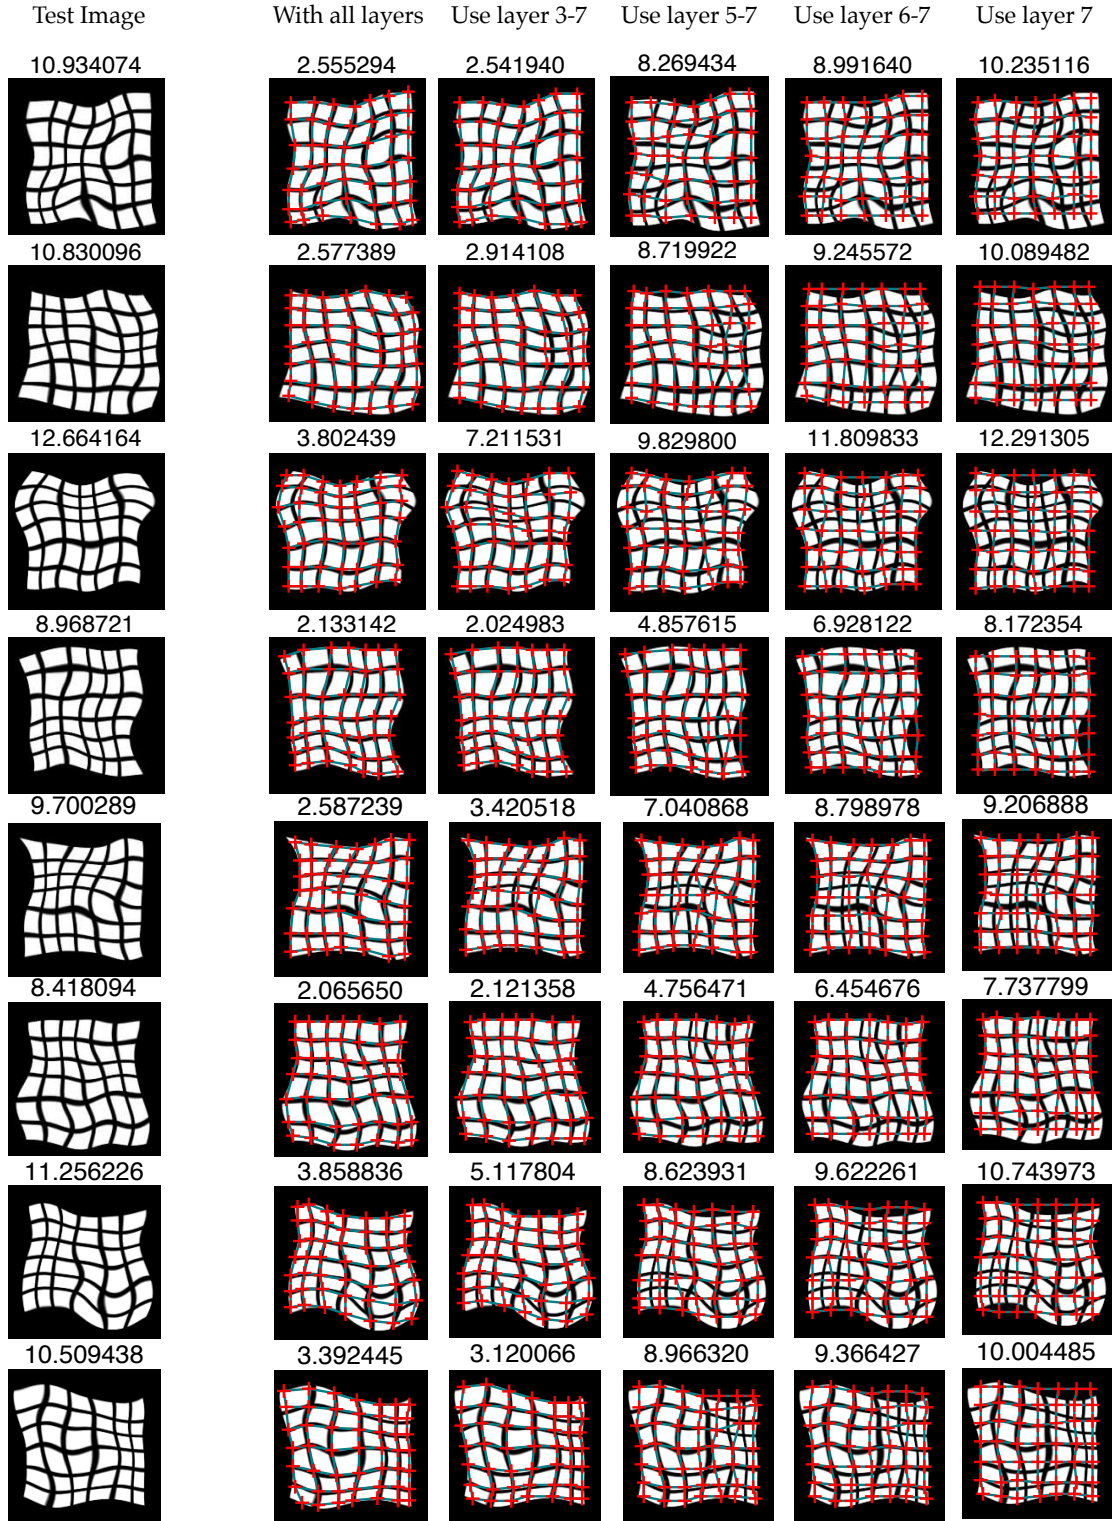 Test Image With all layers Use layer 3-7 Use layer 5-7 Use layer 6-7 Use layer 7
10.934074 2.555294 2.541940 8.269434 8.991640 10.235116
10.830096 2.577389 2.914108 8.719922 9.245572 10.089482
12.664164 3.802439 7.211531 9.829800 11.809833 12.291305
8.968721 2.133142 2.024983 4.857615 6.928122 8.172354
9.700289 2.587239 3.420518 7.040868 8.798978 9.206888
8.418094 2.065650 2.121358 4.756471 6.454676 7.737799
11.256226 3.858836 5.117804 8.623931 9.622261 10.743973
10.509438 3.392445 3.120066 8.966320 9.366427 10.004485